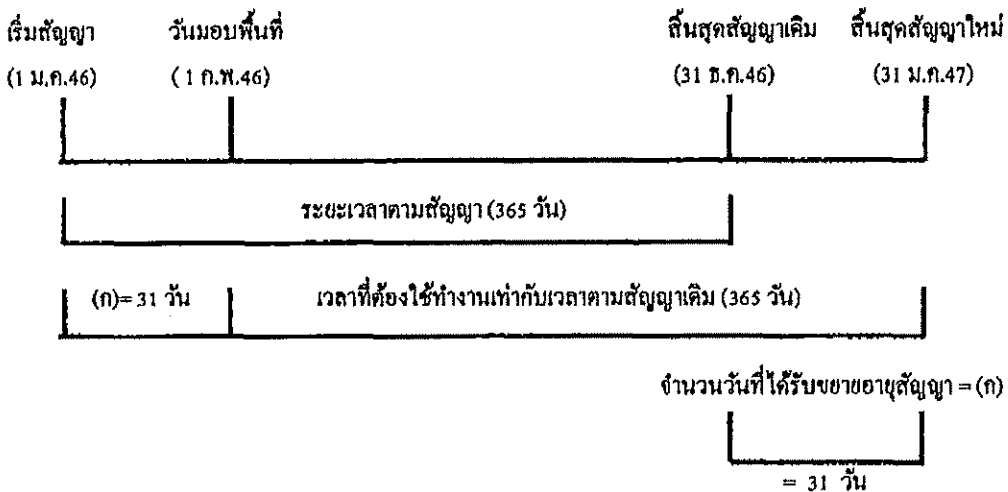 เริ่มสัญญา วันมอบพื้นที่ สิ้นสุดสัญญาเดิม สิ้นสุดสัญญาใหม่
(1 ม.ค.46) ( 1 ก.พ.46) (31 ธ.ค.46) (31 ม.ค.47)
ระยะเวลาตามสัญญา (365 วัน)
(ก)= 31 วัน เวลาที่ต้องใช้ทำงานเท่ากับเวลาตามสัญญาเดิม (365 วัน)
จำนวนวันที่ได้รับขยายอายุสัญญา = (ก)
= 31 วัน